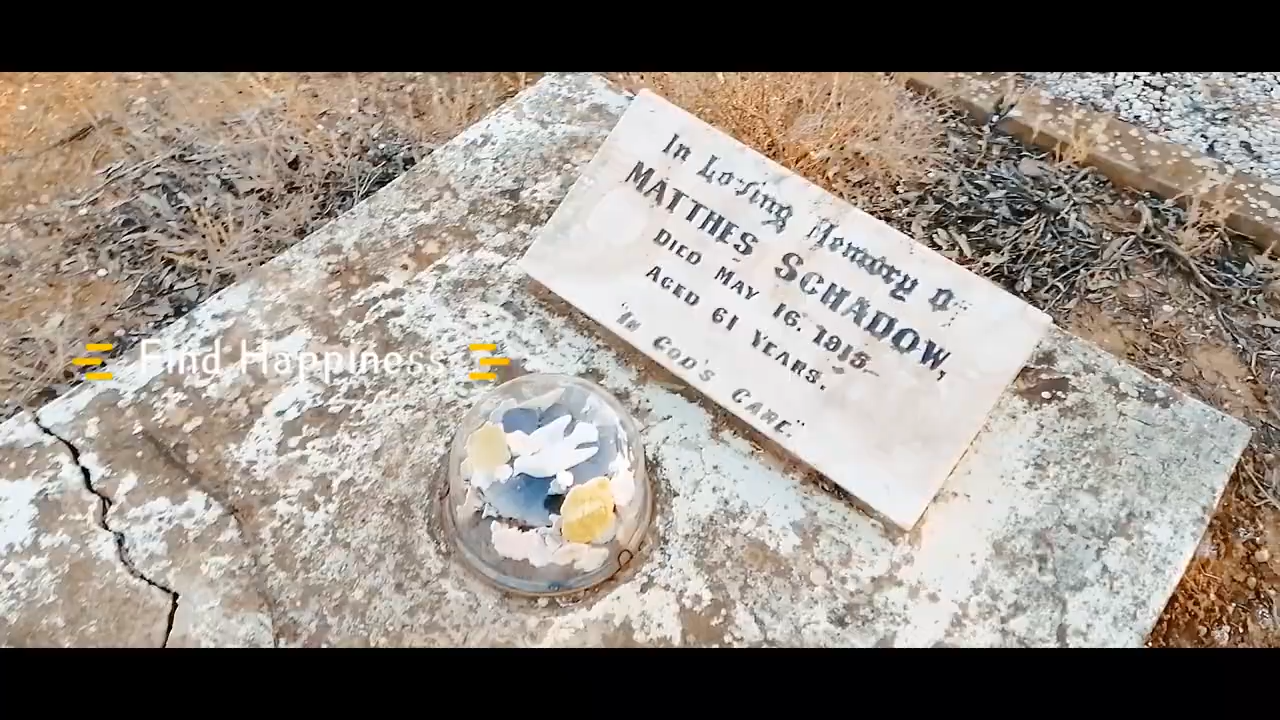 In Loving Memory Of
MATTHES SCHADOW,
DIED MAY 16, 1915
AGED 61 YEARS.
"IN GOD'S CARE."
Find Happiness